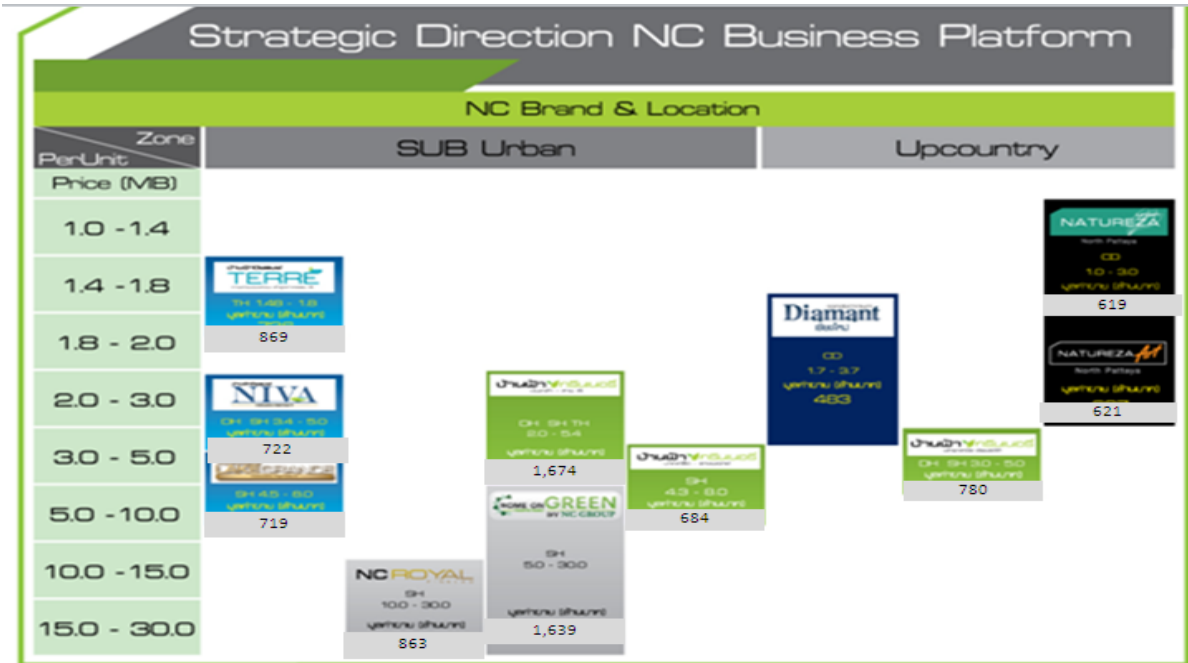 Strategic Direction NC Business Platform
NC Brand & Location
Zone
PerUnit
SUB Urban
Upcountry
Price (MB)
1.0 - 1.4
1.4 - 1.8
1.8 - 2.0
2.0 - 3.0
3.0 - 5.0
5.0 - 10.0
10.0 - 15.0
15.0 - 30.0
TERRÉ
TH 1.48 - 1.8
869
NIVA
DH SH 3.4 - 5.0
722
SH 4.5 - 6.0
719
NC ROYAL
SH
10.0 - 30.0
863
DH SH TH
2.0 - 5.4
1,674
HOME ON GREEN
BY NC GROUP
SH
5.0 - 30.0
1,639
SH
4.3 - 8.0
684
Diamant
CD
1.7 - 3.7
483
DH SH 3.0 - 5.0
780
NATUREZA
North Pattaya
CD
1.0 - 3.0
619
NATUREZA Art
North Pattaya
621